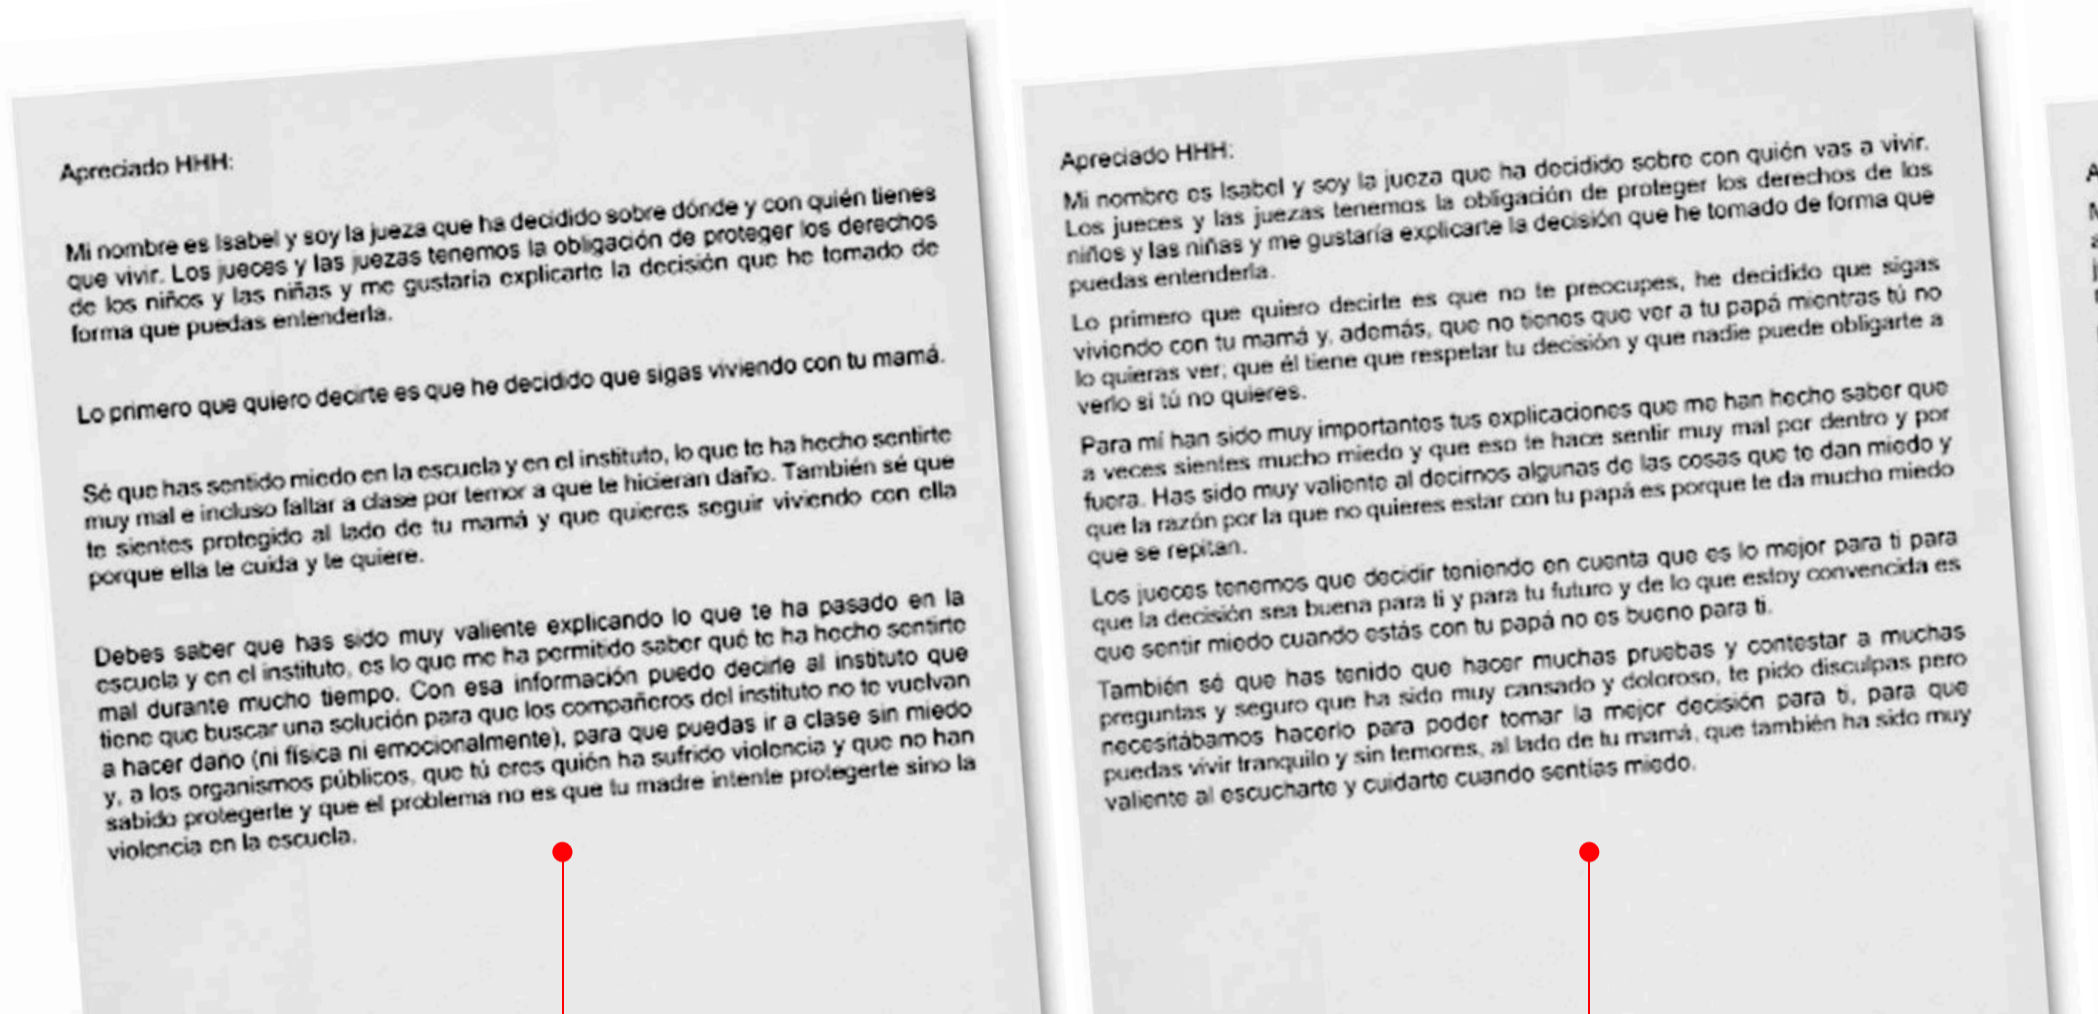 Apreciado HHH:
Mi nombre es Isabel y soy la jueza que ha decidido sobre dónde y con quién tienes
que vivir. Los jueces y las juezas tenemos la obligación de proteger los derechos
de los niños y las niñas y me gustaría explicarte la decisión que he tomado de
forma que puedas entenderla.
Lo primero que quiero decirte es que he decidido que sigas viviendo con tu mamá.
Sé que has sentido miedo en la escuela y en el instituto, lo que te ha hecho sentirte
muy mal e incluso faltar a clase por temor a que te hicieran daño. También sé que
te sientes protegido al lado de tu mamá y que quieres seguir viviendo con ella
porque ella te cuida y te quiere.
Debes saber que has sido muy valiente explicando lo que te ha pasado en la
escuela y en el instituto, es lo que me ha permitido saber qué te ha hecho sentirte
mal durante mucho tiempo. Con esa información puedo decirle al instituto que
tiene que buscar una solución para que los compañeros del instituto no te vuelvan
a hacer daño (ni física ni emocionalmente), para que puedas ir a clase sin miedo
y, a los organismos públicos, que tú eres quién ha sufrido violencia y que no han
sabido protegerte y que el problema no es que tu madre intente protegerte sino la
violencia en la escuela.
Apreciado HHH:
Mi nombre es Isabel y soy la jueza que ha decidido sobre con quién vas a vivir.
Los jueces y las juezas tenemos la obligación de proteger los derechos de los
niños y las niñas y me gustaría explicarte la decisión que he tomado de forma que
puedas entenderla.
Lo primero que quiero decirte es que no te preocupes, he decidido que sigas
viviendo con tu mamá y, además, que no tienes que ver a tu papá mientras tú no
lo quieras ver; que él tiene que respetar tu decisión y que nadie puede obligarte a
verlo si tú no quieres.
Para mí han sido muy importantes tus explicaciones que me han hecho saber que
a veces sientes mucho miedo y que eso te hace sentir muy mal por dentro y por
fuera. Has sido muy valiente al decirnos algunas de las cosas que te dan miedo y
que la razón por la que no quieres estar con tu papá es porque te da mucho miedo
que se repitan.
Los jueces tenemos que decidir teniendo en cuenta que es lo mejor para ti para
que la decisión sea buena para ti y para tu futuro y de lo que estoy convencida es
que sentir miedo cuando estás con tu papá no es bueno para ti.
También sé que has tenido que hacer muchas pruebas y contestar a muchas
preguntas y seguro que ha sido muy cansado y doloroso, te pido disculpas pero
necesitábamos hacerlo para poder tomar la mejor decisión para ti, para que
puedas vivir tranquilo y sin temores, al lado de tu mamá, que también ha sido muy
valiente al escucharte y cuidarte cuando sentías miedo.